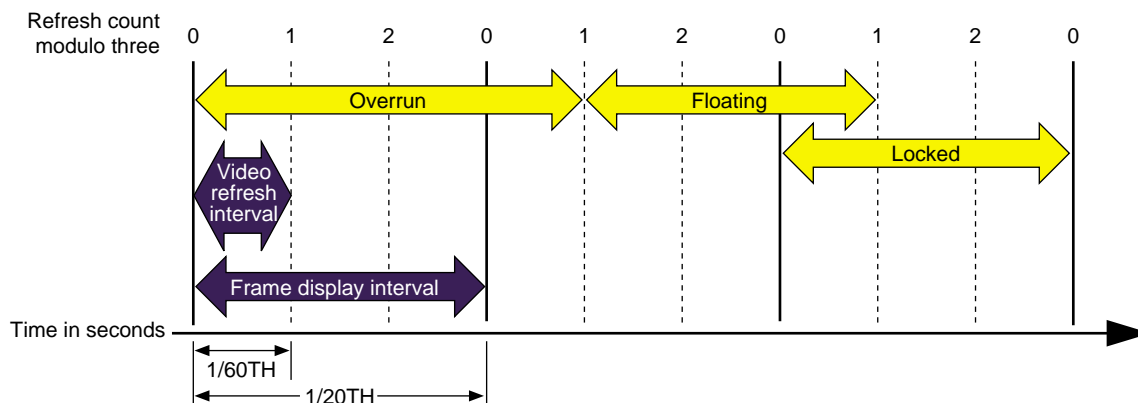 Refresh count
modulo three
0 1 2 0 1 2 0 1 2 0
Overrun
Floating
Locked
Video
refresh
interval
Frame display interval
Time in seconds
1/60TH
1/20TH